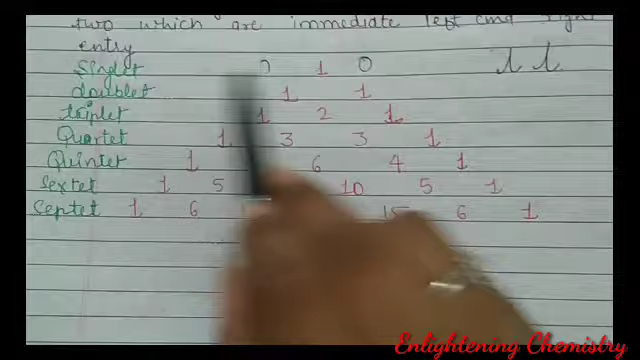 two which are immediate left and right
entry
Singlet 0 1 0
doublet 1 1
triplet 1 2 1
Quartet 1 3 3 1
Quintet 1 6 4 1
Sextet 1 5 10 5 1
Septet 1 6 15 6 1
Enlightening Chemistry